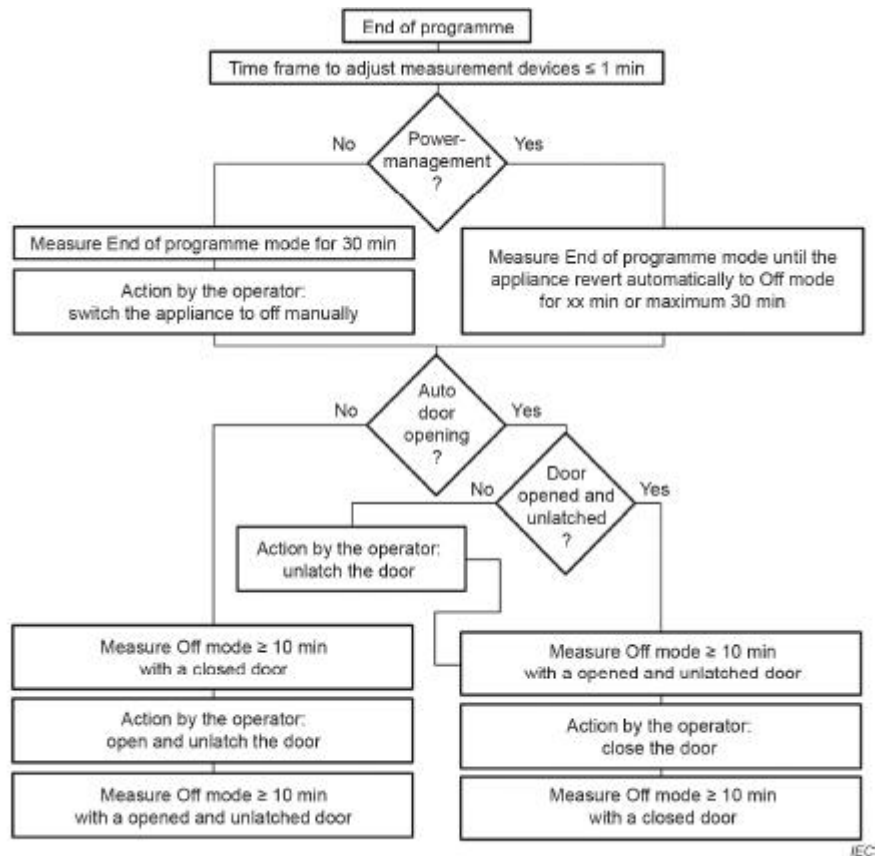 End of programme
Time frame to adjust measurement devices ≤ 1 min
No
Power-
management
?
Yes
Measure End of programme mode for 30 min
Action by the operator:
switch the appliance to off manually
Measure End of programme mode until the
appliance revert automatically to Off mode
for xx min or maximum 30 min
No
Auto
door
opening
?
Yes
No
Door
opened and
unlatched
?
Yes
Action by the operator:
unlatch the door
Measure Off mode ≥ 10 min
with a closed door
Action by the operator:
open and unlatch the door
Measure Off mode ≥ 10 min
with a opened and unlatched door
Measure Off mode ≥ 10 min
with a opened and unlatched door
Action by the operator:
close the door
Measure Off mode ≥ 10 min
with a closed door
IEC